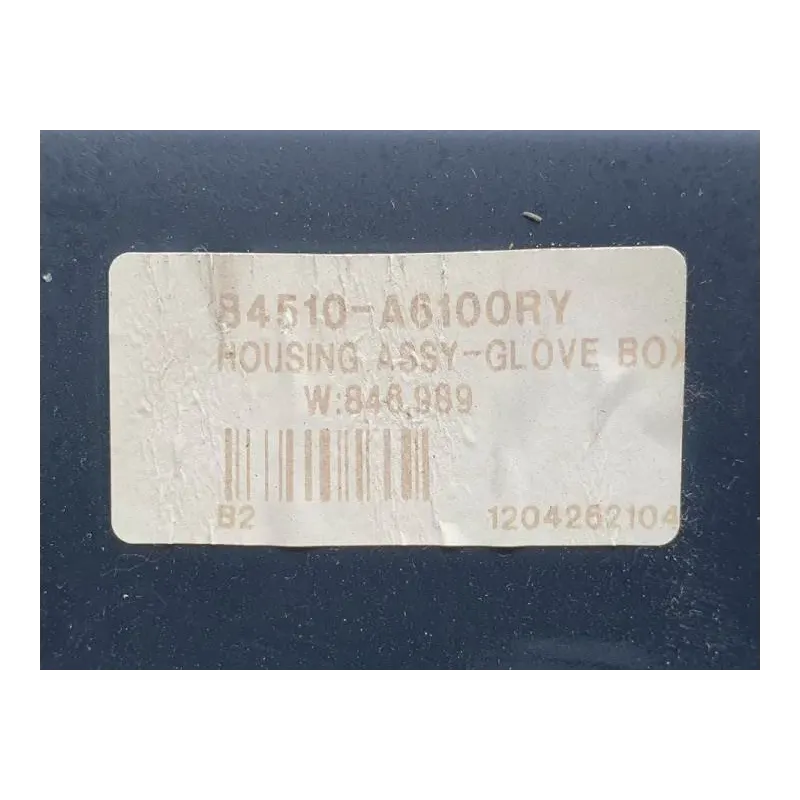 84510-A6100RY
HOUSING ASSY-GLOVE BOX
W:846,989
B2
1204262104